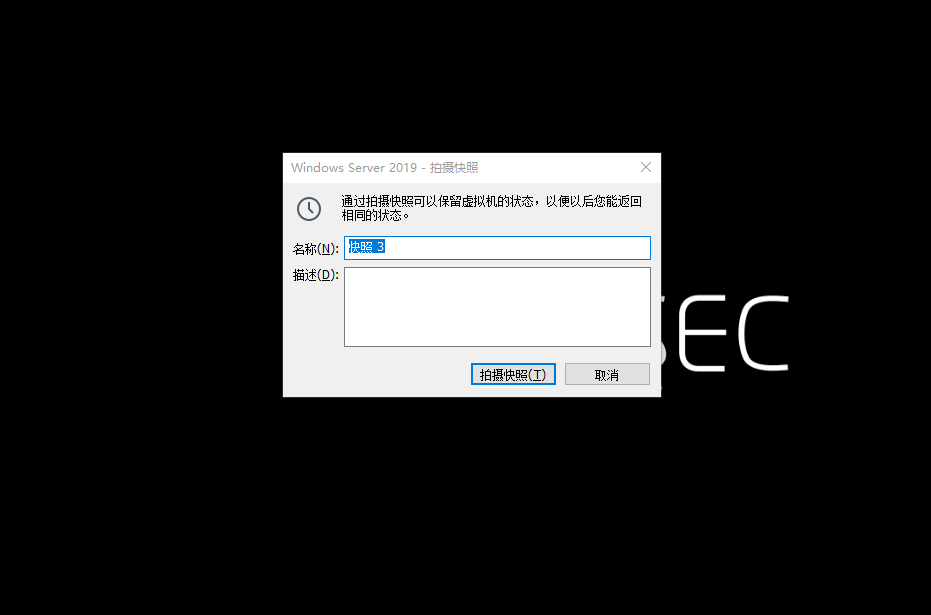 Windows Server 2019 - 拍摄快照
通过拍摄快照可以保留虚拟机的状态，以便以后您能返回
相同的状态。
名称(N):
快照 3
描述(D):
拍摄快照(T)
取消
EC